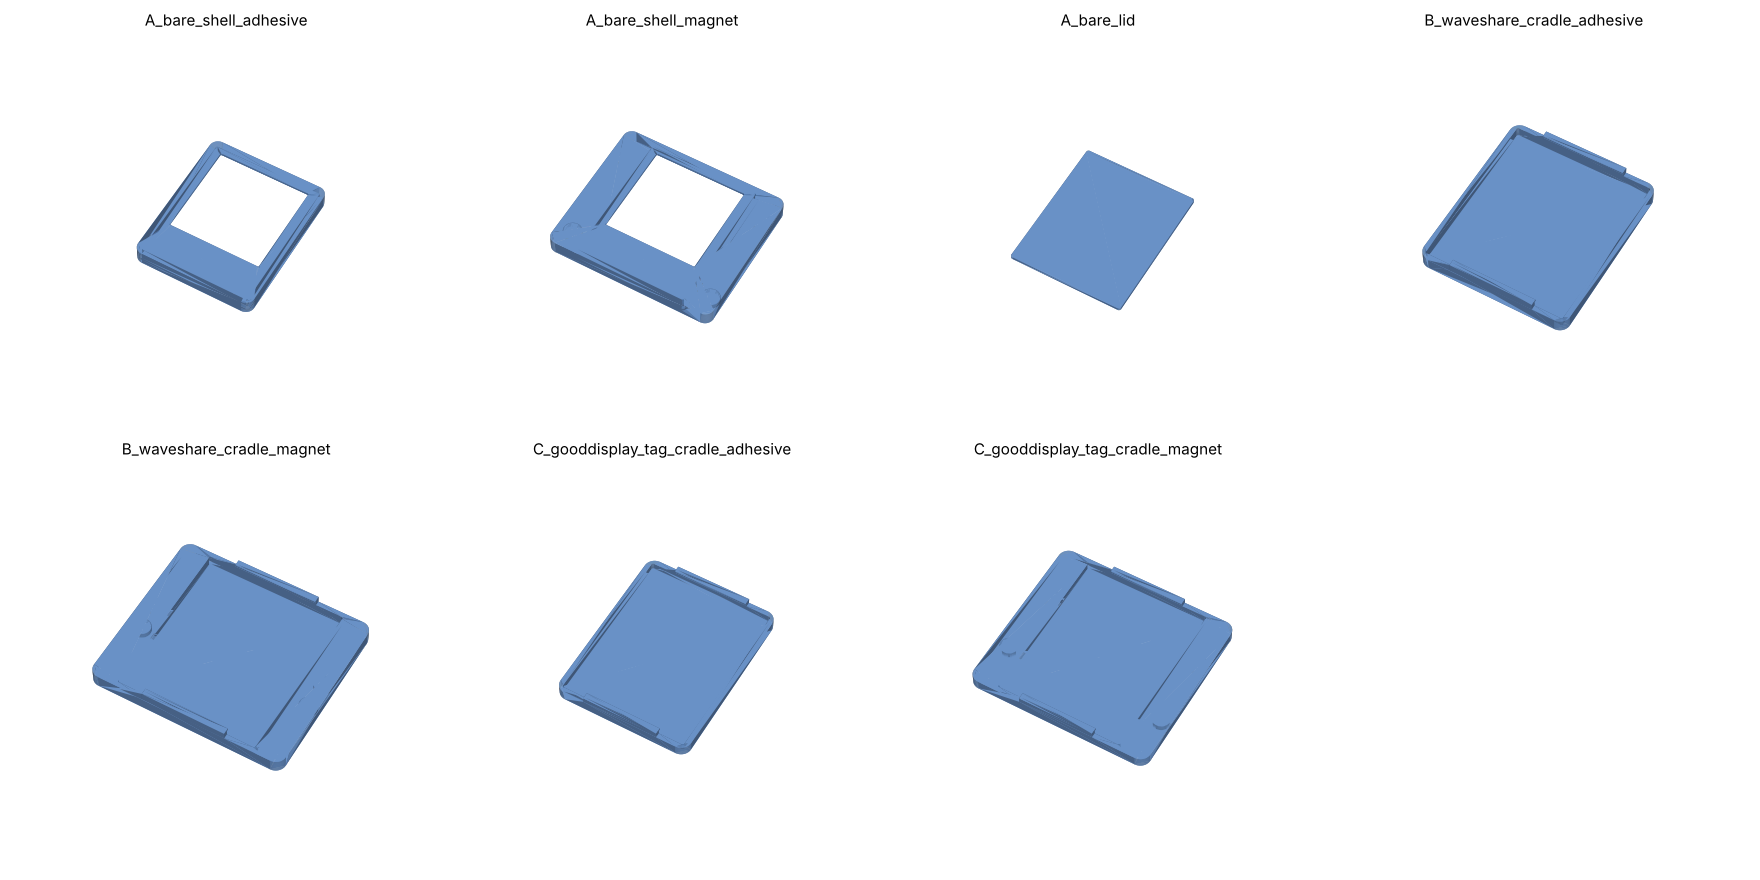 A_bare_shell_adhesive
A_bare_shell_magnet
A_bare_lid
B_waveshare_cradle_adhesive
B_waveshare_cradle_magnet
C_gooddisplay_tag_cradle_adhesive
C_gooddisplay_tag_cradle_magnet